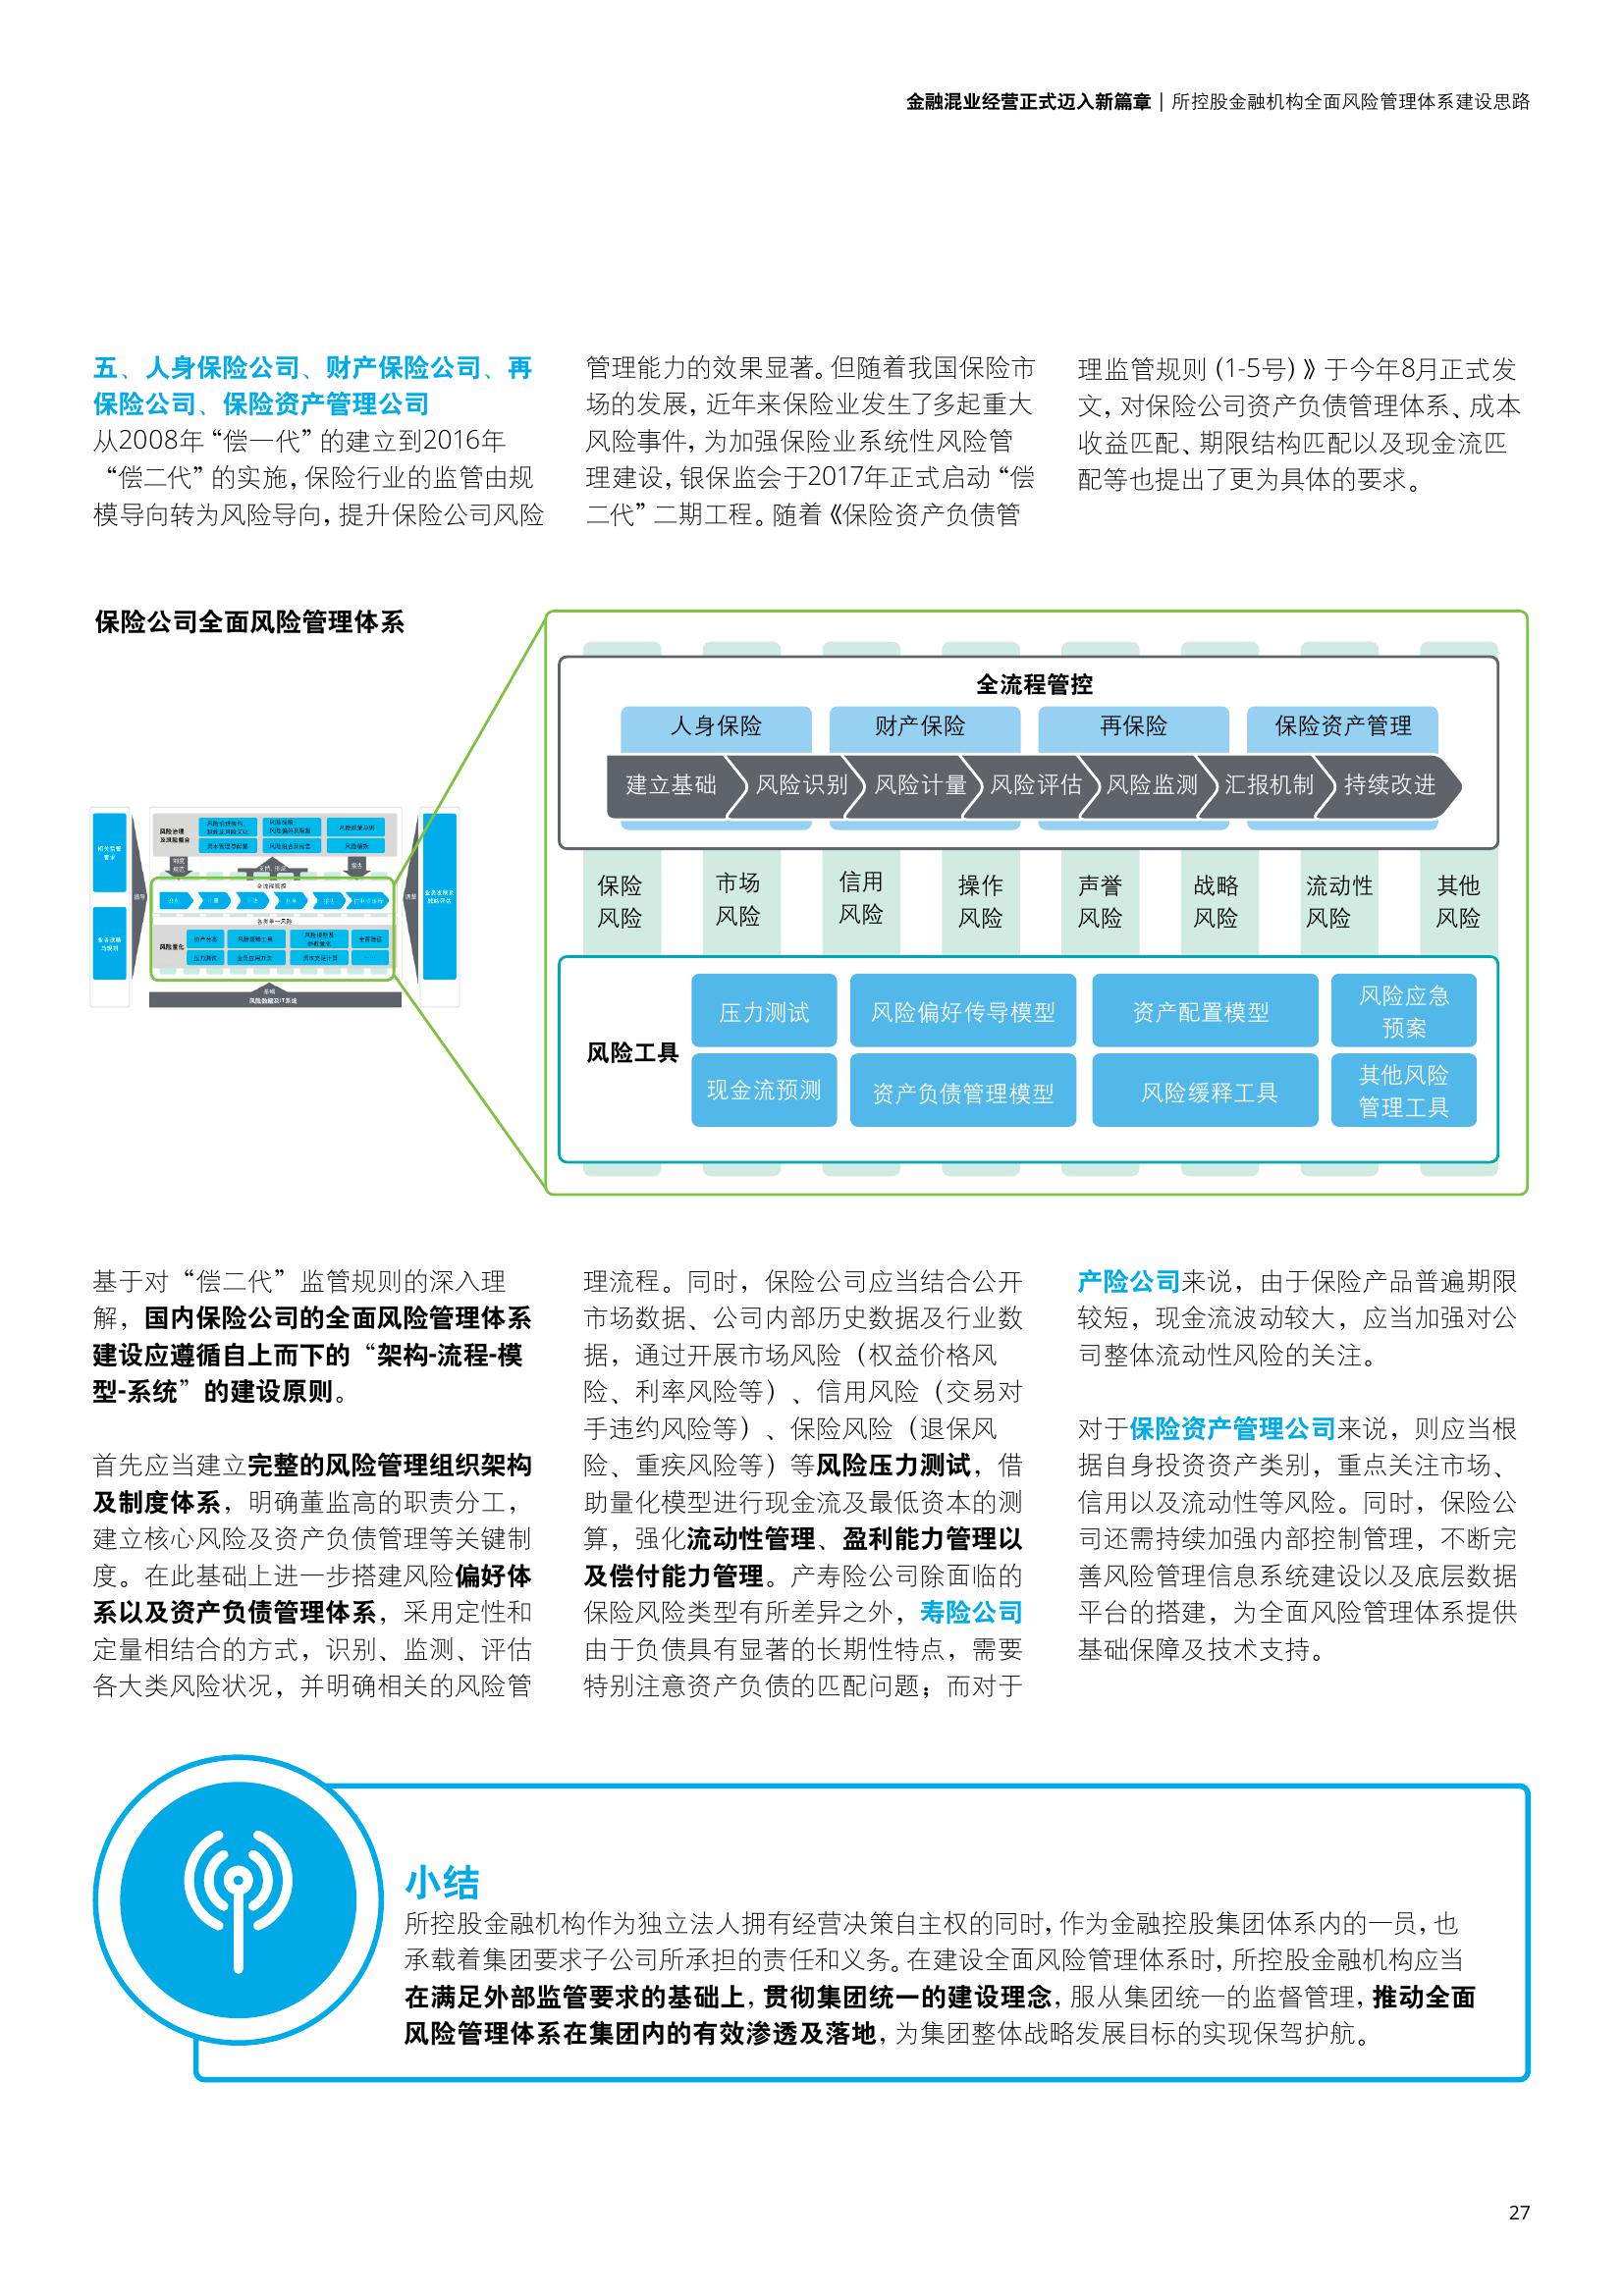 金融混业经营正式迈入新篇章 | 所控股金融机构全面风险管理体系建设思路
五、人身保险公司、财产保险公司、再
保险公司、保险资产管理公司
从2008年“偿一代”的建立到2016年
“偿二代”的实施，保险行业的监管由规
模导向转为风险导向，提升保险公司风险
管理能力的效果显著。但随着我国保险市
场的发展，近年来保险业发生了多起重大
风险事件，为加强保险业系统性风险管
理建设，银保监会于2017年正式启动“偿
二代”二期工程。随着《保险资产负债管
理监管规则（1-5号）》于今年8月正式发
文，对保险公司资产负债管理体系、成本
收益匹配、期限结构匹配以及现金流匹
配等也提出了更为具体的要求。
保险公司全面风险管理体系
相关监管
要求
业务战略
与规划
风险治理
及风险偏好
全流程管控
风险量化
压力测试
基础
风险数据及IT系统
全流程管控
人身保险 财产保险 再保险 保险资产管理
建立基础 风险识别 风险计量 风险评估 风险监测 汇报机制 持续改进
保险 市场 信用 操作 声誉 战略 流动性 其他
风险 风险 风险 风险 风险 风险 风险 风险
风险工具
压力测试 风险偏好传导模型 资产配置模型 风险应急
预案
现金流预测 资产负债管理模型 风险缓释工具 其他风险
管理工具
基于对“偿二代”监管规则的深入理
解，国内保险公司的全面风险管理体系
建设应遵循自上而下的“架构-流程-模
型-系统”的建设原则。
首先应当建立完整的风险管理组织架构
及制度体系，明确董监高的职责分工，
建立核心风险及资产负债管理等关键制
度。在此基础上进一步搭建风险偏好体
系以及资产负债管理体系，采用定性和
定量相结合的方式，识别、监测、评估
各大类风险状况，并明确相关的风险管
理流程。同时，保险公司应当结合公开
市场数据、公司内部历史数据及行业数
据，通过开展市场风险（权益价格风
险、利率风险等）、信用风险（交易对
手违约风险等）、保险风险（退保风
险、重疾风险等）等风险压力测试，借
助量化模型进行现金流及最低资本的测
算，强化流动性管理、盈利能力管理以
及偿付能力管理。产寿险公司除面临的
保险风险类型有所差异之外，寿险公司
由于负债具有显著的长期性特点，需要
特别注意资产负债的匹配问题；而对于
产险公司来说，由于保险产品普遍期限
较短，现金流波动较大，应当加强对公
司整体流动性风险的关注。
对于保险资产管理公司来说，则应当根
据自身投资资产类别，重点关注市场、
信用以及流动性等风险。同时，保险公
司还需持续加强内部控制管理，不断完
善风险管理信息系统建设以及底层数据
平台的搭建，为全面风险管理体系提供
基础保障及技术支持。
小结
所控股金融机构作为独立法人拥有经营决策自主权的同时，作为金融控股集团体系内的一员，也
承载着集团要求子公司所承担的责任和义务。在建设全面风险管理体系时，所控股金融机构应当
在满足外部监管要求的基础上，贯彻集团统一的建设理念，服从集团统一的监督管理，推动全面
风险管理体系在集团内的有效渗透及落地，为集团整体战略发展目标的实现保驾护航。
27